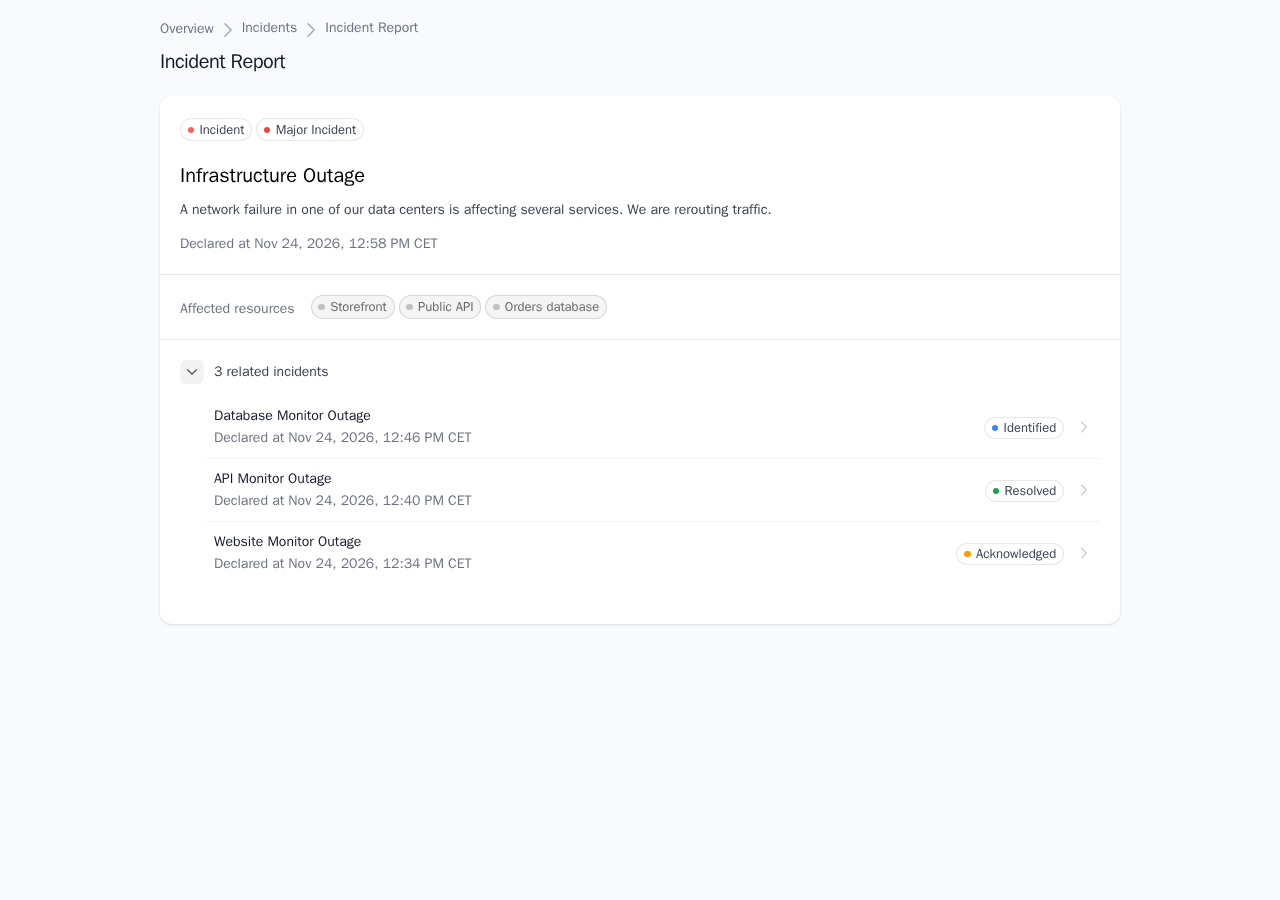 Overview Incidents Incident Report
Incident Report
Incident Major Incident
Infrastructure Outage
A network failure in one of our data centers is affecting several services. We are rerouting traffic.
Declared at Nov 24, 2026, 12:58 PM CET
Affected resources Storefront Public API Orders database
3 related incidents
Database Monitor Outage
Declared at Nov 24, 2026, 12:46 PM CET
Identified
API Monitor Outage
Declared at Nov 24, 2026, 12:40 PM CET
Resolved
Website Monitor Outage
Declared at Nov 24, 2026, 12:34 PM CET
Acknowledged